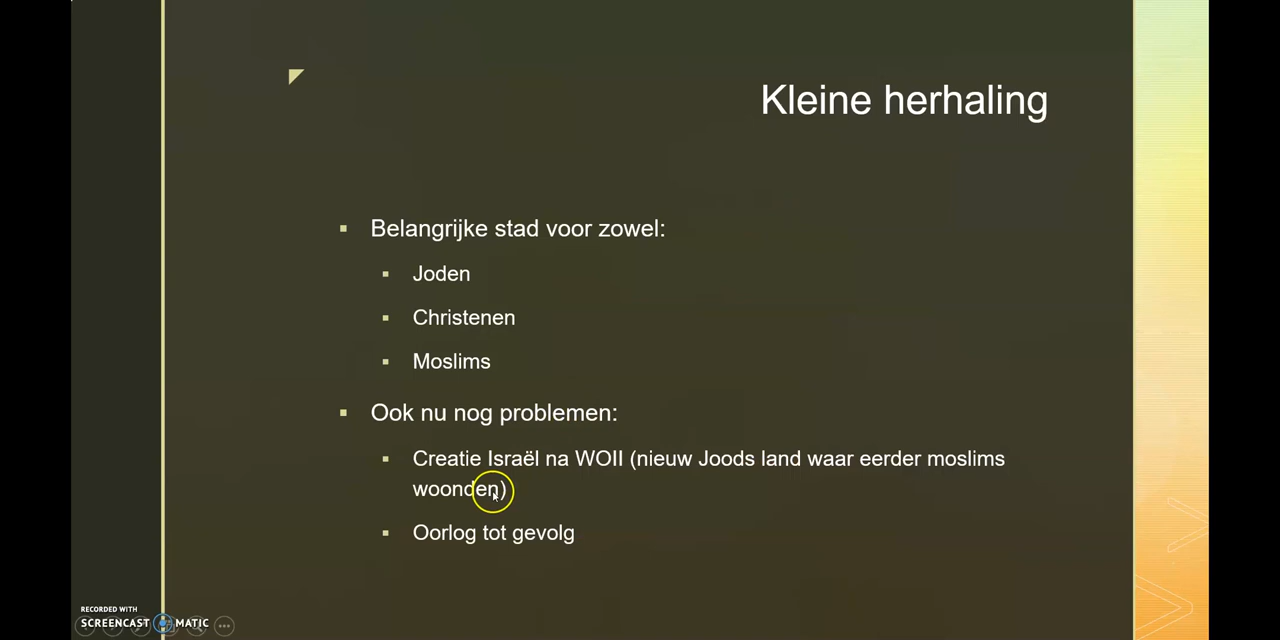 Kleine herhaling
Belangrijke stad voor zowel:
Joden
Christenen
Moslims
Ook nu nog problemen:
Creatie Israël na WOII (nieuw Joods land waar eerder moslims
woonden)
Oorlog tot gevolg
RECORDED WITH
SCREENCAST MATIC